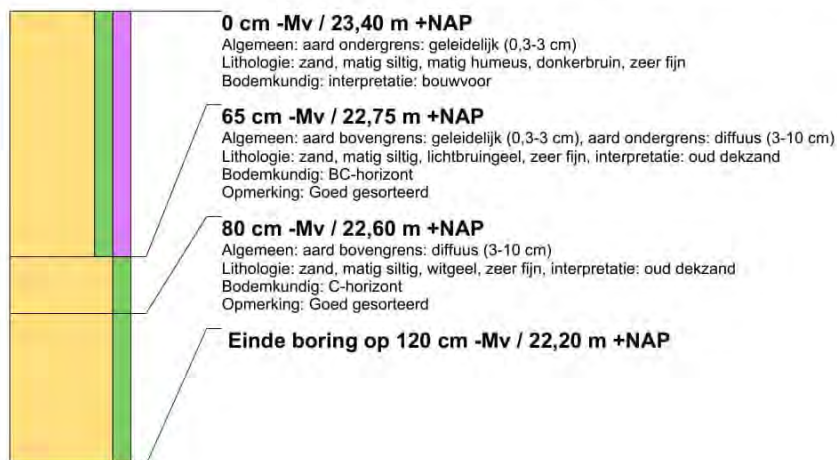 0 cm -Mv / 23,40 m +NAP
Algemeen: aard ondergrens: geleidelijk (0,3-3 cm)
Lithologie: zand, matig siltig, matig humeus, donkerbruin, zeer fijn
Bodemkundig: interpretatie: bouwvoor
65 cm -Mv / 22,75 m +NAP
Algemeen: aard bovengrens: geleidelijk (0,3-3 cm), aard ondergrens: diffuus (3-10 cm)
Lithologie: zand, matig siltig, lichtbruingeel, zeer fijn, interpretatie: oud dekzand
Bodemkundig: BC-horizont
Opmerking: Goed gesorteerd
80 cm -Mv / 22,60 m +NAP
Algemeen: aard bovengrens: diffuus (3-10 cm)
Lithologie: zand, matig siltig, witgeel, zeer fijn, interpretatie: oud dekzand
Bodemkundig: C-horizont
Opmerking: Goed gesorteerd
Einde boring op 120 cm -Mv / 22,20 m +NAP